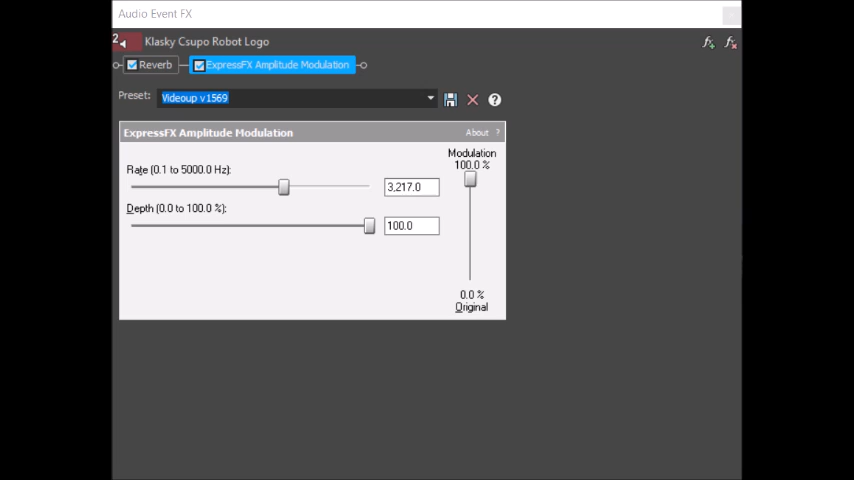 Audio Event FX
2
Klasky Csupo Robot Logo
Reverb
ExpressFX Amplitude Modulation
Preset:
Videoup v1569
ExpressFX Amplitude Modulation
About ?
Modulation
100.0 %
Rate (0.1 to 5000.0 Hz):
3,217.0
Depth (0.0 to 100.0 %):
100.0
0.0 %
Original